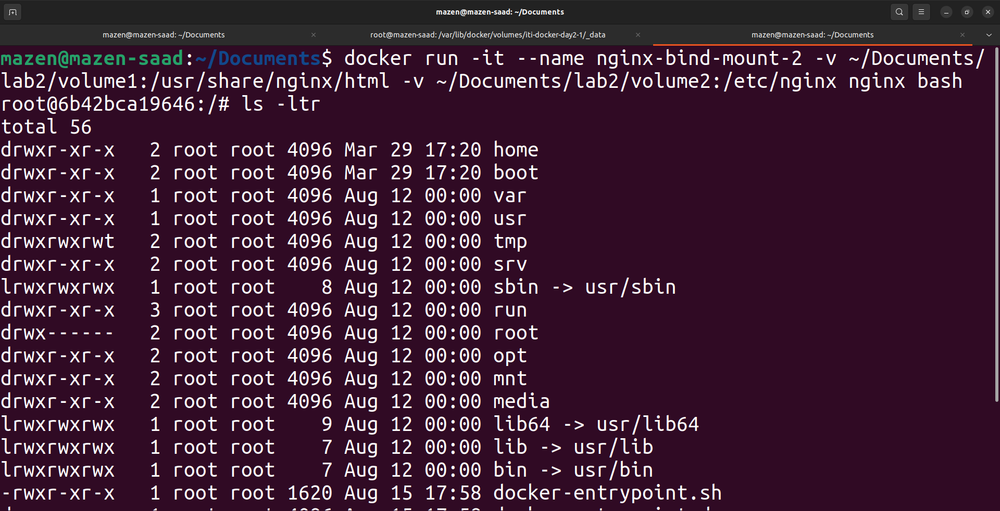 mazen@mazen-saad: ~/Documents
mazen@mazen-saad: ~/Documents
root@mazen-saad: /var/lib/docker/volumes/iti-docker-day2-1/_data
mazen@mazen-saad: ~/Documents
mazen@mazen-saad:~/Documents$ docker run -it --name nginx-bind-mount-2 -v ~/Documents/
lab2/volume1:/usr/share/nginx/html -v ~/Documents/lab2/volume2:/etc/nginx nginx bash
root@6b42bca19646:/# ls -ltr
total 56
drwxr-xr-x   2 root root 4096 Mar 29 17:20 home
drwxr-xr-x   2 root root 4096 Mar 29 17:20 boot
drwxr-xr-x   1 root root 4096 Aug 12 00:00 var
drwxr-xr-x   1 root root 4096 Aug 12 00:00 usr
drwxrwxrwt   2 root root 4096 Aug 12 00:00 tmp
drwxr-xr-x   2 root root 4096 Aug 12 00:00 srv
lrwxrwxrwx   1 root root    8 Aug 12 00:00 sbin -> usr/sbin
drwxr-xr-x   3 root root 4096 Aug 12 00:00 run
drwx------   2 root root 4096 Aug 12 00:00 root
drwxr-xr-x   2 root root 4096 Aug 12 00:00 opt
drwxr-xr-x   2 root root 4096 Aug 12 00:00 mnt
drwxr-xr-x   2 root root 4096 Aug 12 00:00 media
lrwxrwxrwx   1 root root    9 Aug 12 00:00 lib64 -> usr/lib64
lrwxrwxrwx   1 root root    7 Aug 12 00:00 lib -> usr/lib
lrwxrwxrwx   1 root root    7 Aug 12 00:00 bin -> usr/bin
-rwxr-xr-x   1 root root 1620 Aug 15 17:58 docker-entrypoint.sh